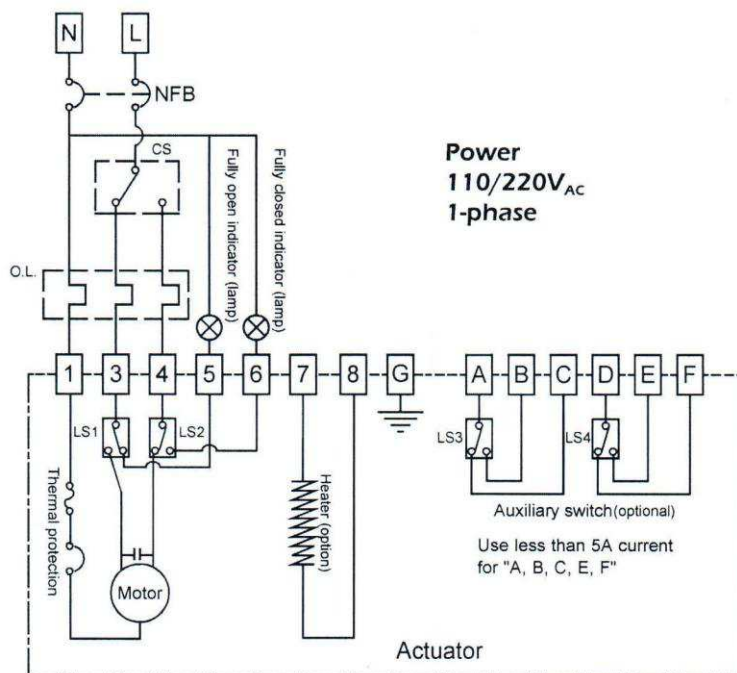 N L
NFB
CS
Power
110/220VAC
1-phase
Fully open indicator (lamp)
Fully closed indicator (lamp)
O.L.
1 3 4 5 6 7 8 G A B C D E F
LS1 LS2 LS3 LS4
Thermal protection
Heater (option)
Auxiliary switch(optional)
Use less than 5A current
for "A, B, C, E, F"
Motor
Actuator